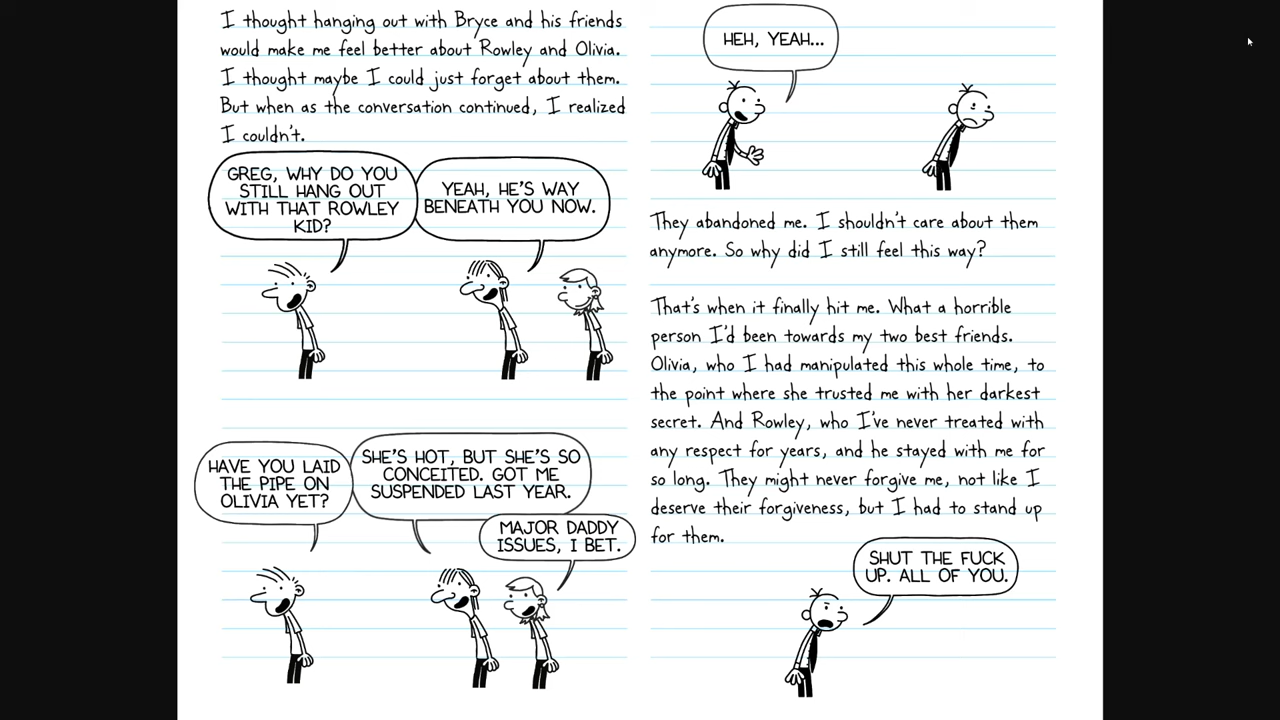 I thought hanging out with Bryce and his friends
would make me feel better about Rowley and Olivia.
I thought maybe I could just forget about them.
But when as the conversation continued, I realized
I couldn't.
GREG, WHY DO YOU
STILL HANG OUT
WITH THAT ROWLEY
KID?
YEAH, HE'S WAY
BENEATH YOU NOW.
HAVE YOU LAID
THE PIPE ON
OLIVIA YET?
SHE'S HOT, BUT SHE'S SO
CONCEITED. GOT ME
SUSPENDED LAST YEAR.
MAJOR DADDY
ISSUES, I BET.
HEH, YEAH...
They abandoned me. I shouldn't care about them
anymore. So why did I still feel this way?
That's when it finally hit me. What a horrible
person I'd been towards my two best friends.
Olivia, who I had manipulated this whole time, to
the point where she trusted me with her darkest
secret. And Rowley, who I've never treated with
any respect for years, and he stayed with me for
so long. They might never forgive me, not like I
deserve their forgiveness, but I had to stand up
for them.
SHUT THE FUCK
UP. ALL OF YOU.